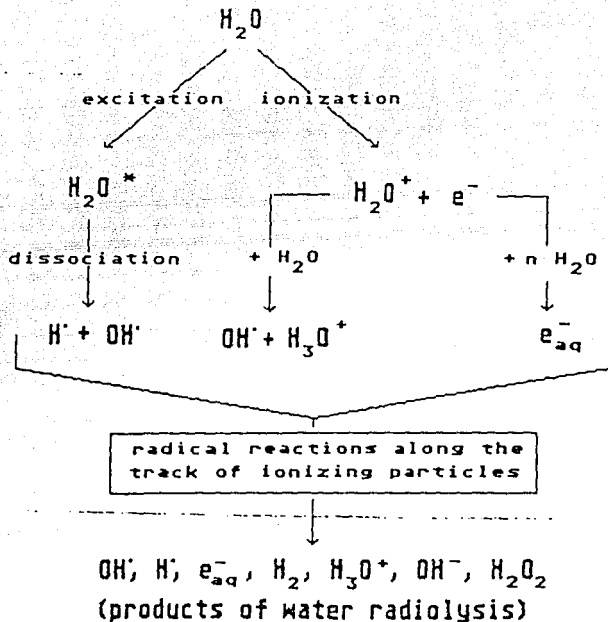 H₂O
excitation ionization
H₂O* H₂O⁺ + e⁻
dissociation + H₂O + n H₂O
H˙ + OH˙ OH˙ + H₃O⁺ e⁻aq
radical reactions along the
track of ionizing particles
OH˙, H˙, e⁻aq, H₂, H₃O⁺, OH⁻, H₂O₂
(products of water radiolysis)